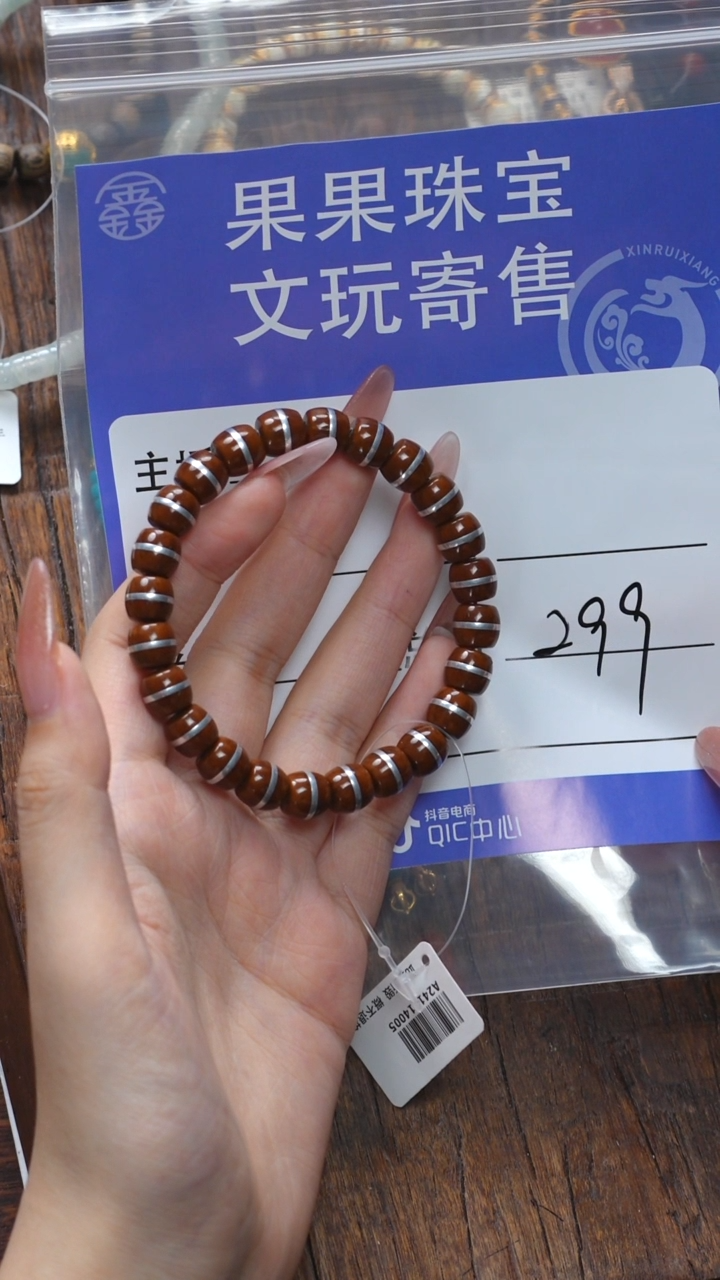 鑫
果果珠宝
文玩寄售
XINRUIXIANG
主
299
抖音电商
QIC中心
A241 14005